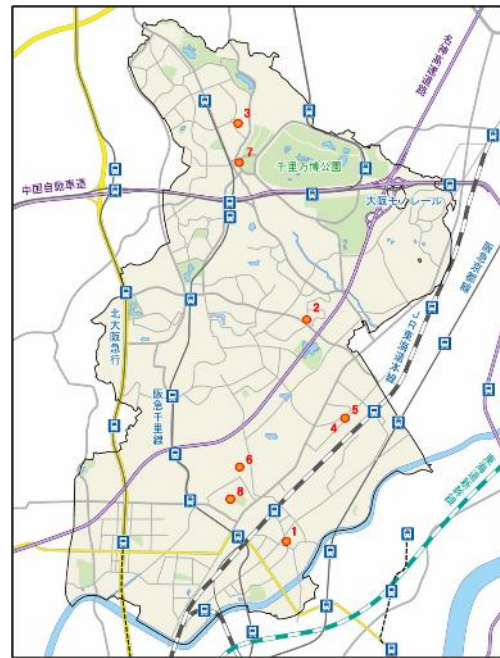 名神高速道路
3
7
千里万博公園
中国自動車道
大阪モノレール
阪急京都線
JR東海道本線
2
北大阪急行
阪急千里線
5
4
6
8
東海道新幹線
1